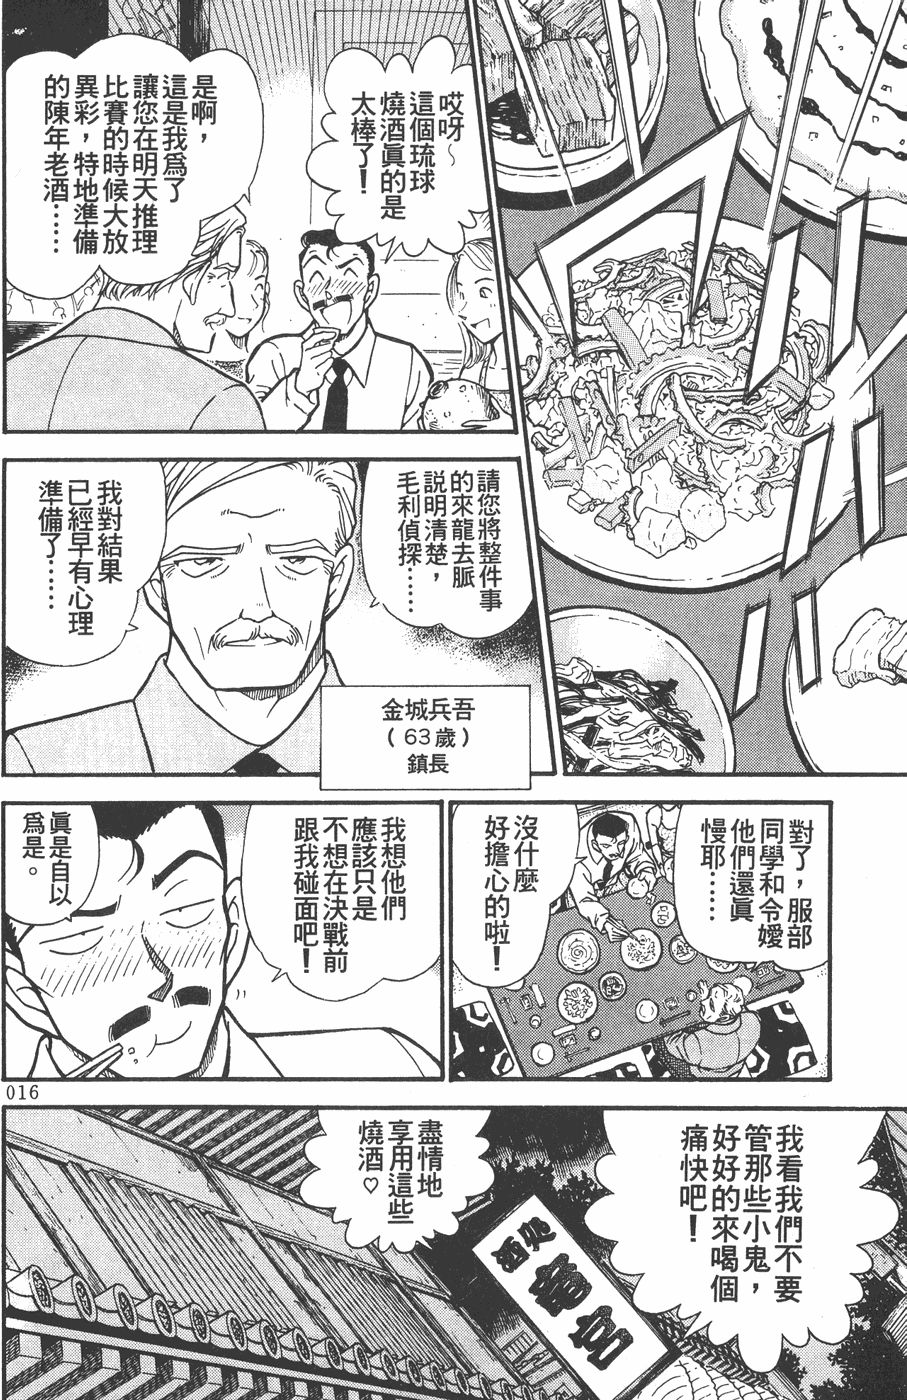 哎呀～
這個琉球
燒酒真的是
太棒了！
是啊，
這是我為了
讓您在明天推理
比賽的時候大放
異彩，特地準備
的陳年老酒……
請您將整件事
的來龍去脈
說明清楚，
毛利偵探……
我對結果
已經早有心理
準備了……
金城兵吾
（63歲）
鎮長
對了，服部
同學和令嬡
他們還真
慢耶……
沒什麼
好擔心的啦！
我想他們
應該只是
不想在決戰前
跟我碰面吧！
真是自以
為是。
016
我看我們不要
管那些小鬼，
好好的來喝個
痛快吧！
盡情地
享用這些
燒酒♡
竜宮